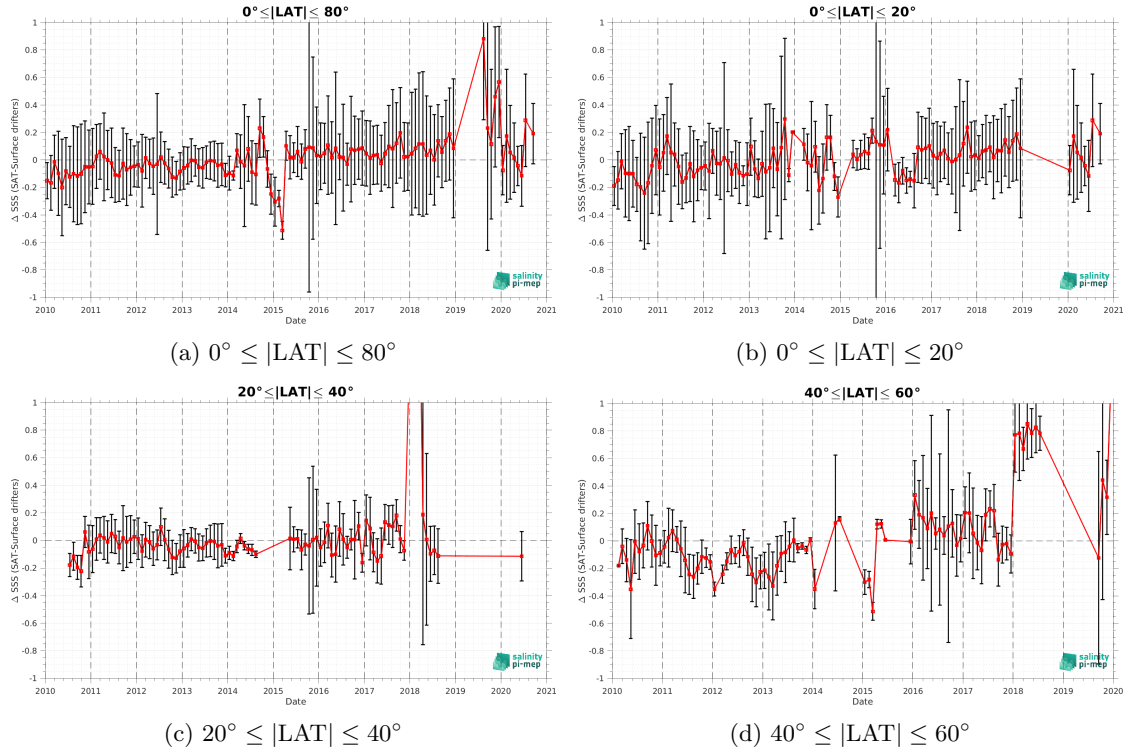 0°≤|LAT|≤ 80°
Δ SSS (SAT-Surface drifters)
1
0.8
0.6
0.4
0.2
0
-0.2
-0.4
-0.6
-0.8
-1
2010 2011 2012 2013 2014 2015 2016 2017 2018 2019 2020 2021
Date
salinity
pi-mep
(a) 0° ≤ |LAT| ≤ 80°
0°≤|LAT|≤ 20°
Δ SSS (SAT-Surface drifters)
1
0.8
0.6
0.4
0.2
0
-0.2
-0.4
-0.6
-0.8
-1
2010 2011 2012 2013 2014 2015 2016 2017 2018 2019 2020 2021
Date
salinity
pi-mep
(b) 0° ≤ |LAT| ≤ 20°
20°≤|LAT|≤ 40°
Δ SSS (SAT-Surface drifters)
1
0.8
0.6
0.4
0.2
0
-0.2
-0.4
-0.6
-0.8
-1
2010 2011 2012 2013 2014 2015 2016 2017 2018 2019 2020 2021
Date
salinity
pi-mep
(c) 20° ≤ |LAT| ≤ 40°
40°≤|LAT|≤ 60°
Δ SSS (SAT-Surface drifters)
1
0.8
0.6
0.4
0.2
0
-0.2
-0.4
-0.6
-0.8
-1
2010 2011 2012 2013 2014 2015 2016 2017 2018 2019 2020
Date
salinity
pi-mep
(d) 40° ≤ |LAT| ≤ 60°